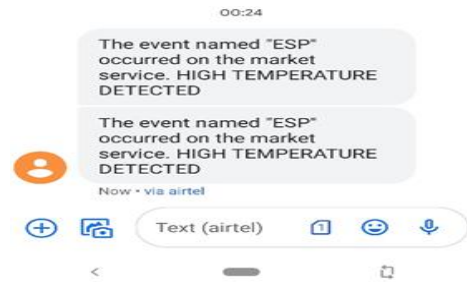 00:24
The event named "ESP"
occurred on the market
service. HIGH TEMPERATURE
DETECTED
The event named "ESP"
occurred on the market
service. HIGH TEMPERATURE
DETECTED
Now • via airtel
Text (airtel)
1